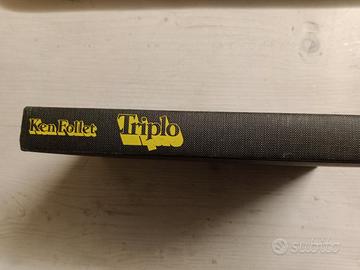 Ken Follet
Triplo
subito